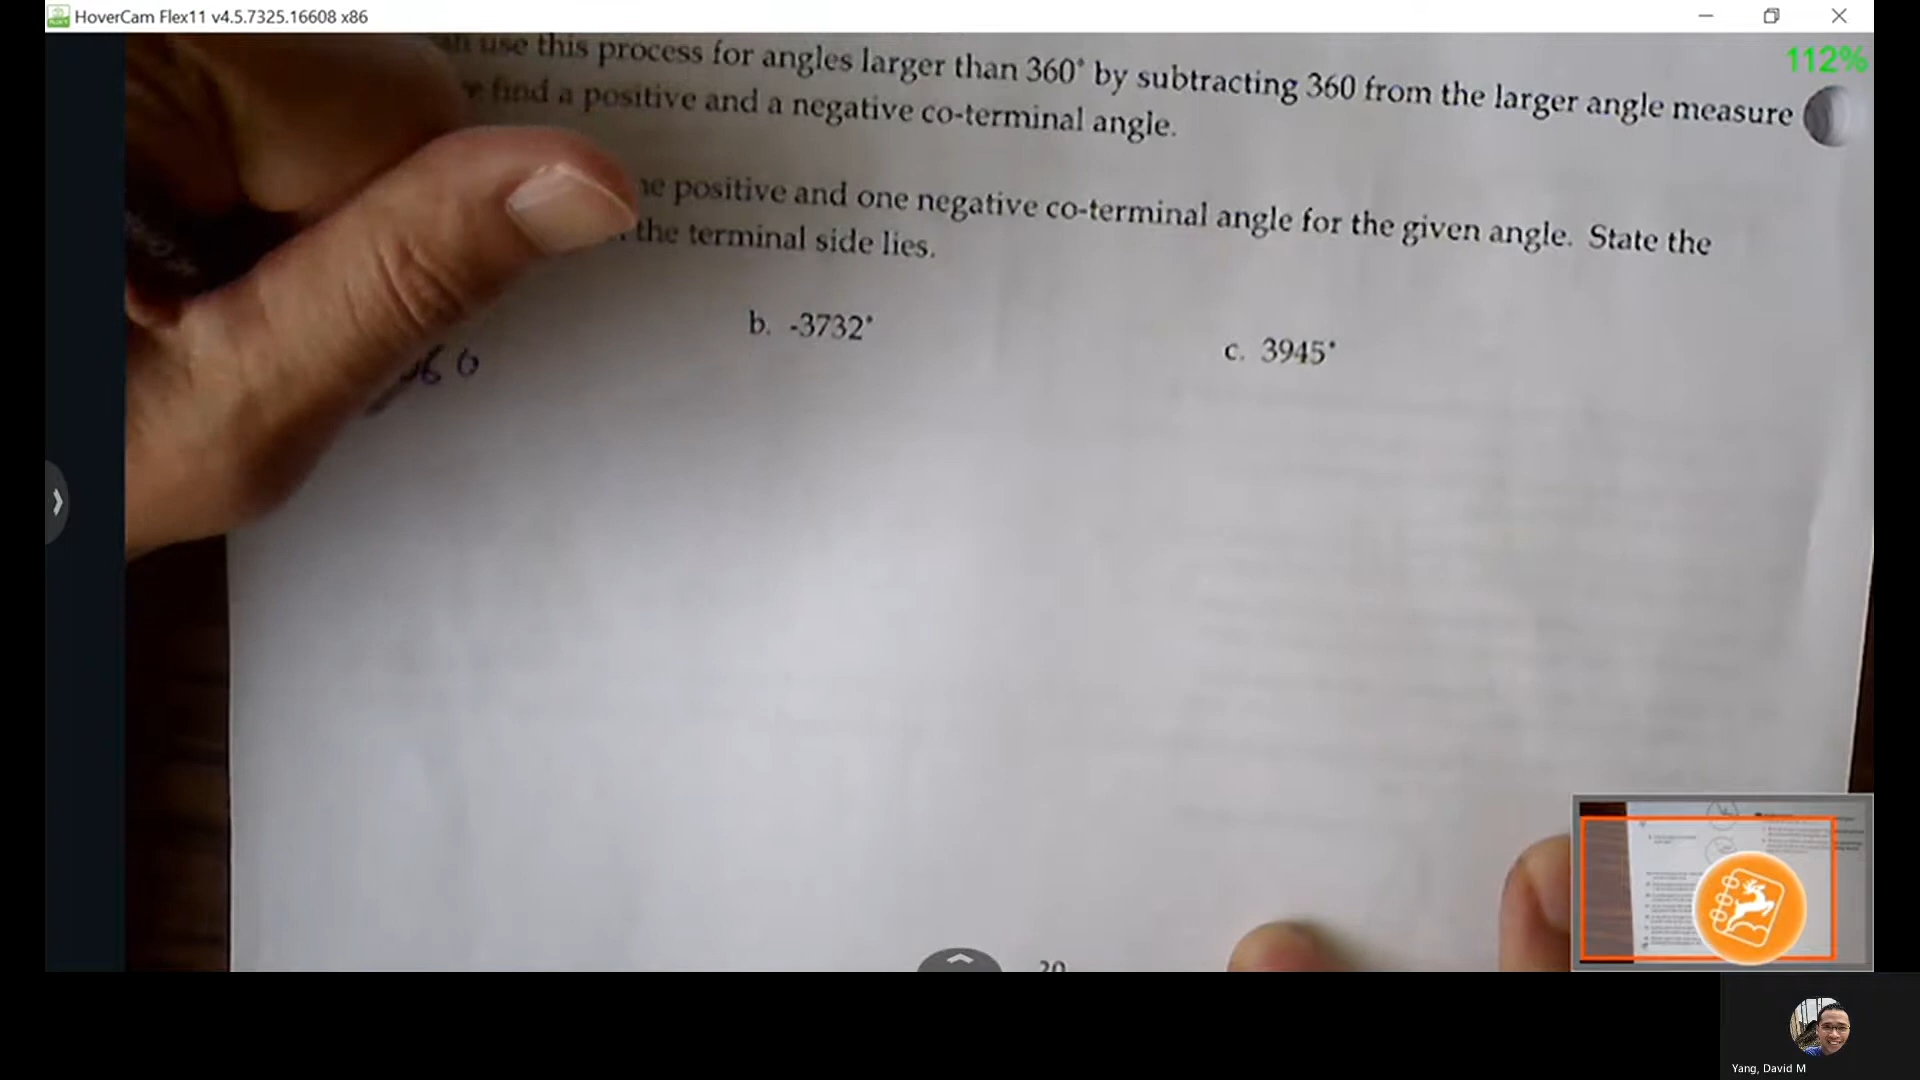 HoverCam Flex11 v4.5.7325.16608 x86
112%
use this process for angles larger than 360° by subtracting 360 from the larger angle measure
find a positive and a negative co-terminal angle.
positive and one negative co-terminal angle for the given angle. State the
the terminal side lies.
b. -3732°
c. 3945°
60
20
Yang, David M